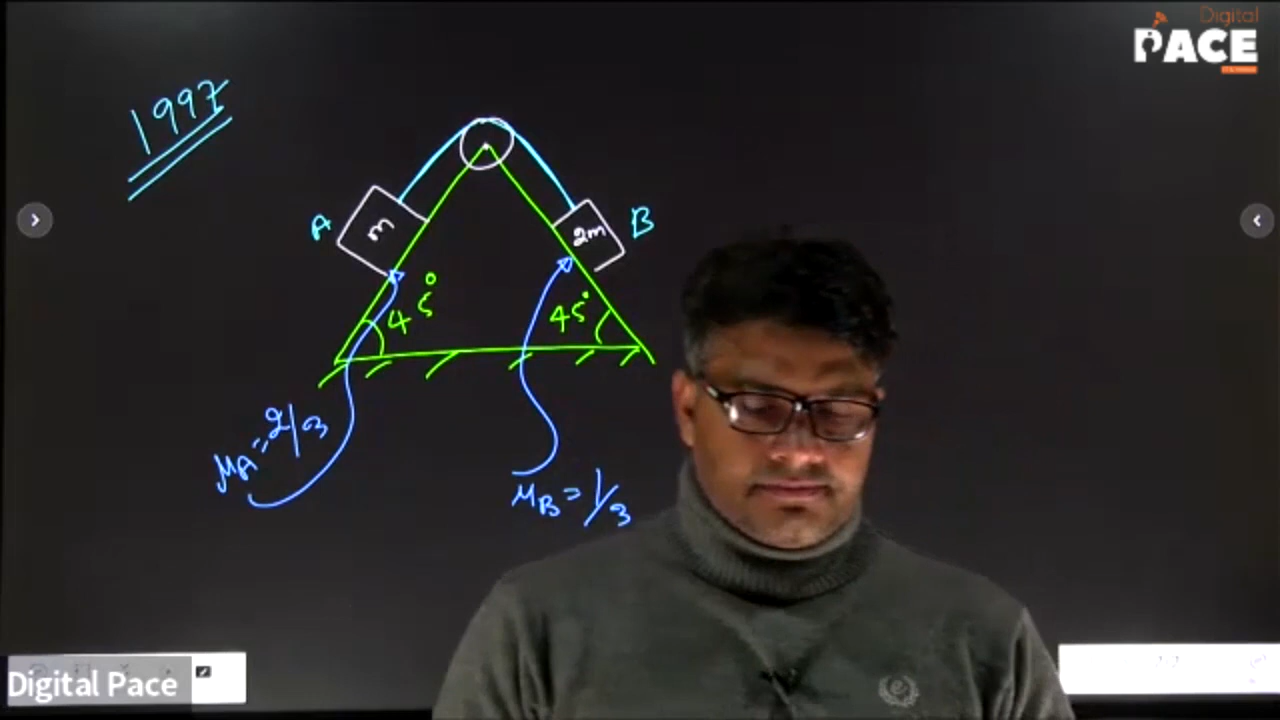 Digital
PACE
1997
A
m
2m
B
45°
45°
μA = 2/3
μB = 1/3
Digital Pace